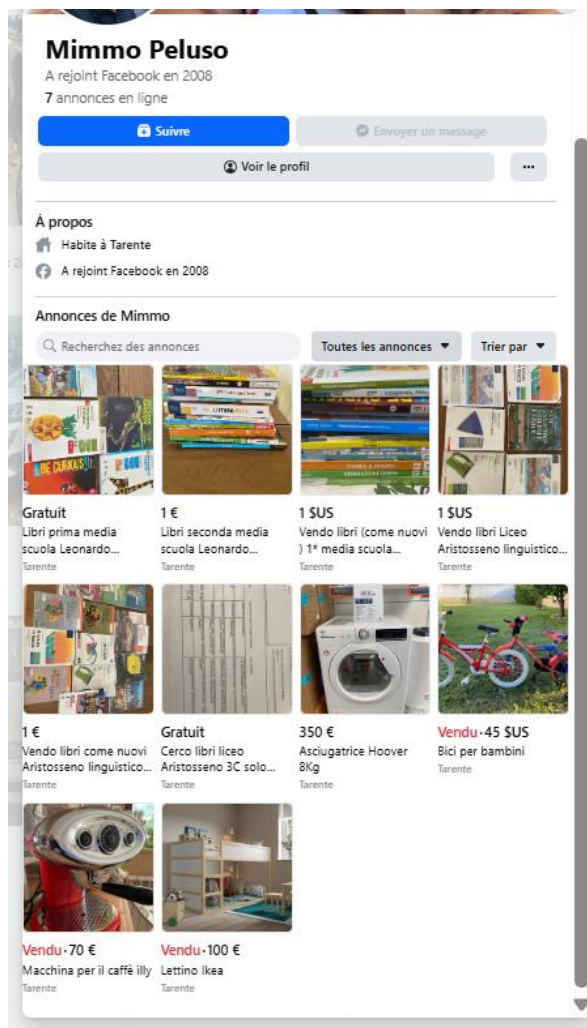 Mimmo Peluso
A rejoint Facebook en 2008
7 annonces en ligne
Suivre
Envoyer un message
Voir le profil
...
À propos
Habite à Tarente
A rejoint Facebook en 2008
Annonces de Mimmo
Recherchez des annonces
Toutes les annonces
Trier par
BE CURIOUS
Gratuit
Libri prima media
scuola Leonardo...
Tarente
1 €
Libri seconda media
scuola Leonardo...
Tarente
1 $US
Vendo libri (come nuovi
) 1* media scuola...
Tarente
1 $US
Vendo libri Liceo
Aristosseno linguistico...
Tarente
1 €
Vendo libri come nuovi
Aristosseno linguistico...
Tarente
Gratuit
Cerco libri liceo
Aristosseno 3C solo...
Tarente
350 €
Asciugatrice Hoover
8Kg
Tarente
Vendu·45 $US
Bici per bambini
Tarente
Vendu·70 €
Macchina per il caffè illy
Tarente
Vendu·100 €
Lettino Ikea
Tarente